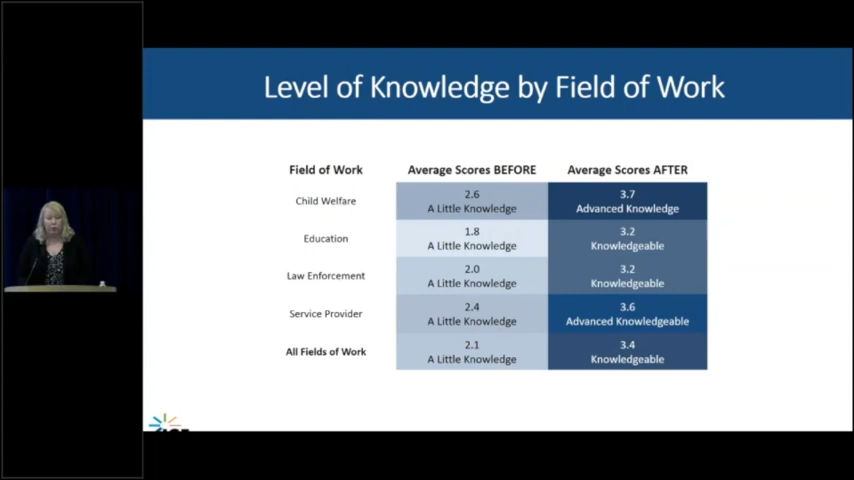 Level of Knowledge by Field of Work
Field of Work Average Scores BEFORE Average Scores AFTER
Child Welfare
2.6
A Little Knowledge
3.7
Advanced Knowledge
Education
1.8
A Little Knowledge
3.2
Knowledgeable
Law Enforcement
2.0
A Little Knowledge
3.2
Knowledgeable
Service Provider
2.4
A Little Knowledge
3.6
Advanced Knowledgeable
All Fields of Work
2.1
A Little Knowledge
3.4
Knowledgeable